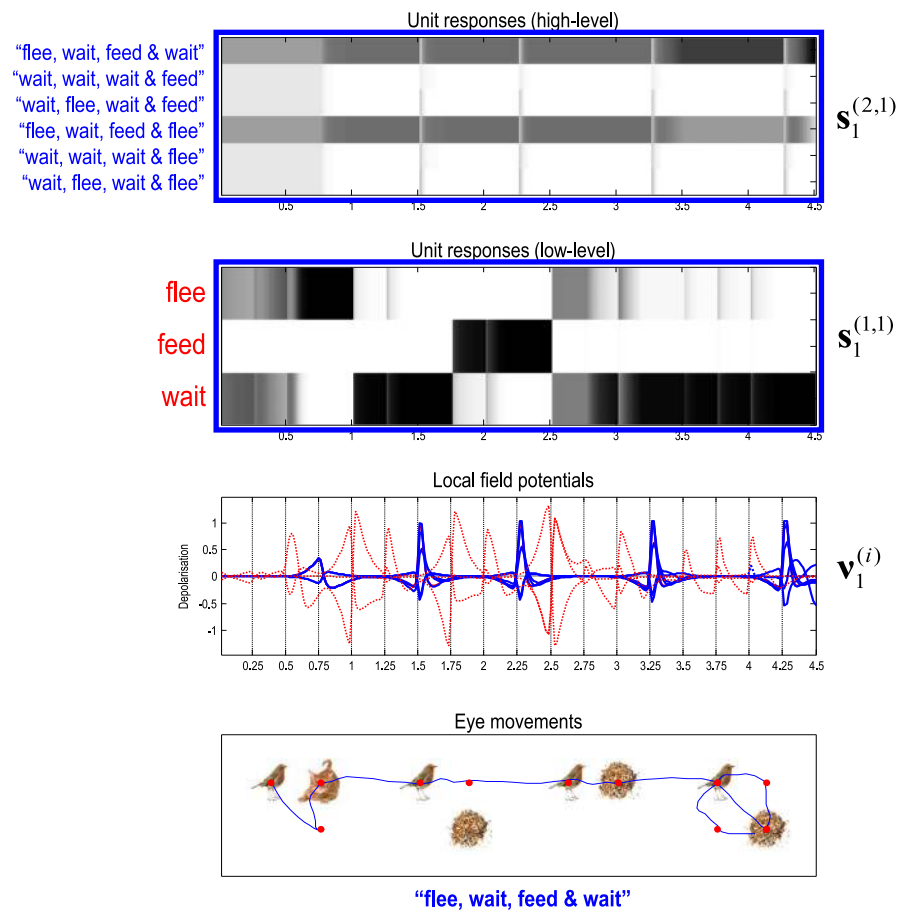 Unit responses (high-level)
“flee, wait, feed & wait”
“wait, wait, wait & feed”
“wait, flee, wait & feed”
“flee, wait, feed & flee”
“wait, wait, wait & flee”
“wait, flee, wait & flee”
s₁⁽²,¹⁾
0.5 1 1.5 2 2.5 3 3.5 4 4.5
Unit responses (low-level)
flee
feed
wait
s₁⁽¹,¹⁾
0.5 1 1.5 2 2.5 3 3.5 4 4.5
Local field potentials
Depolarisation
1
0.5
0
-0.5
-1
v₁⁽ⁱ⁾
0.25 0.5 0.75 1 1.25 1.5 1.75 2 2.25 2.5 2.75 3 3.25 3.5 3.75 4 4.25 4.5
Eye movements
“flee, wait, feed & wait”